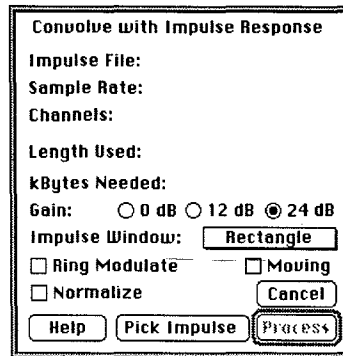 Convolve with Impulse Response
Impulse File:
Sample Rate:
Channels:
Length Used:
kBytes Needed:
Gain: 0 dB 12 dB 24 dB
Impulse Window: Rectangle
Ring Modulate Moving
Normalize Cancel
Help Pick Impulse Process